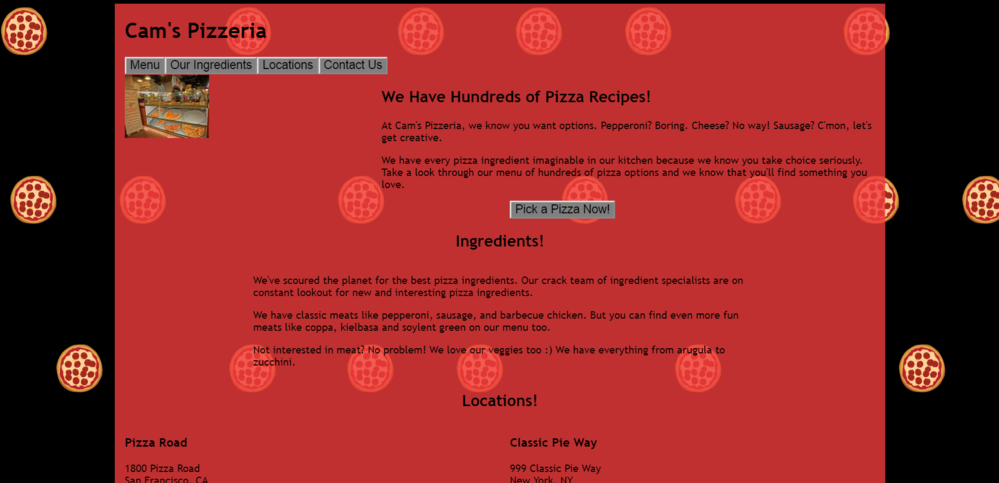 Cam's Pizzeria
Menu Our Ingredients Locations Contact Us
We Have Hundreds of Pizza Recipes!
At Cam's Pizzeria, we know you want options. Pepperoni? Boring. Cheese? No way! Sausage? C'mon, let's
get creative.
We have every pizza ingredient imaginable in our kitchen because we know you take choice seriously.
Take a look through our menu of hundreds of pizza options and we know that you'll find something you
love.
Pick a Pizza Now!
Ingredients!
We've scoured the planet for the best pizza ingredients. Our crack team of ingredient specialists are on
constant lookout for new and interesting pizza ingredients.
We have classic meats like pepperoni, sausage, and barbecue chicken. But you can find even more fun
meats like coppa, kielbasa and soylent green on our menu too.
Not interested in meat? No problem! We love our veggies too :) We have everything from arugula to
zucchini.
Locations!
Pizza Road
1800 Pizza Road
San Francisco, CA
Classic Pie Way
999 Classic Pie Way
New York, NY